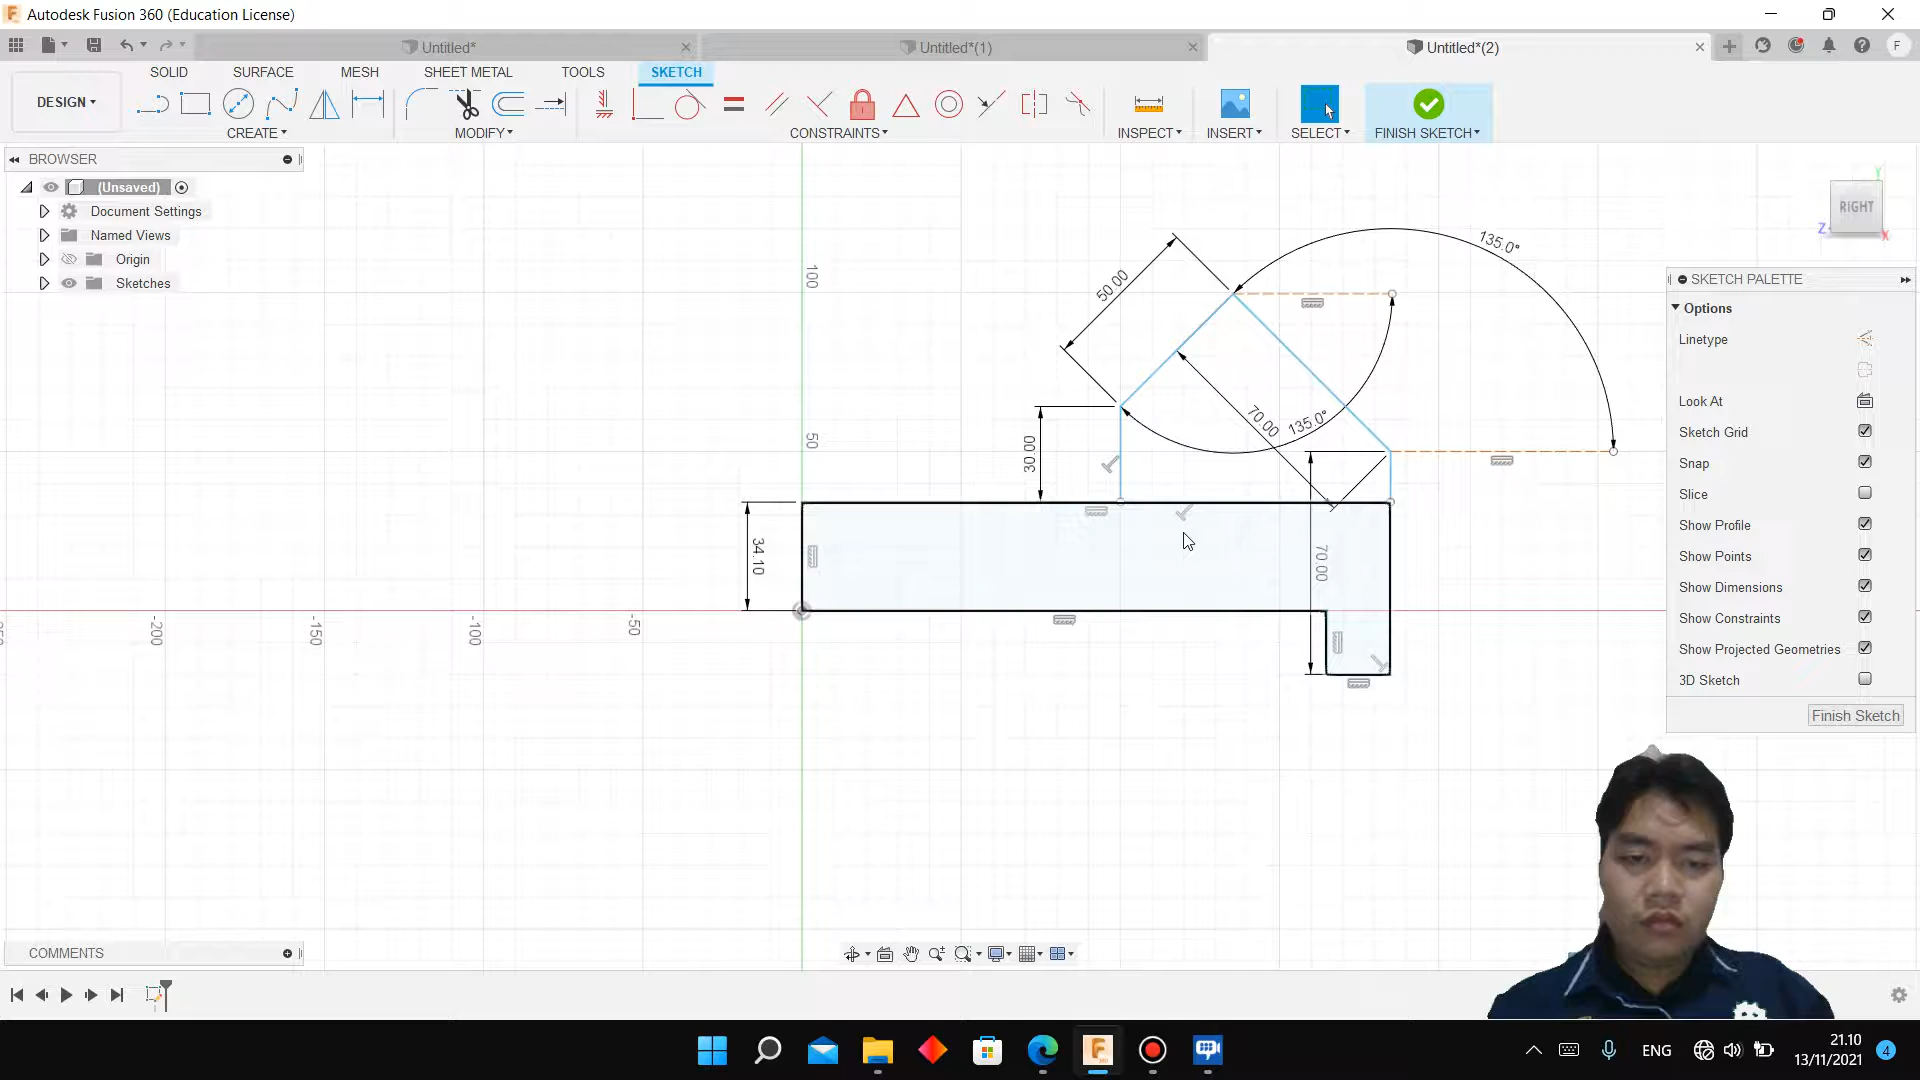 Autodesk Fusion 360 (Education License)
Untitled*
Untitled*(1)
Untitled*(2)
F
SOLID
SURFACE
MESH
SHEET METAL
TOOLS
SKETCH
DESIGN
CREATE
MODIFY
CONSTRAINTS
INSPECT
INSERT
SELECT
FINISH SKETCH
BROWSER
(Unsaved)
Document Settings
Named Views
Origin
Sketches
Y
RIGHT
Z
X
100
50
135.0°
50.00
70.00
135.0°
30.00
34.10
70.00
-200
-150
-100
-50
SKETCH PALETTE
Options
Linetype
Look At
Sketch Grid
Snap
Slice
Show Profile
Show Points
Show Dimensions
Show Constraints
Show Projected Geometries
3D Sketch
Finish Sketch
COMMENTS
ENG
21.10
13/11/2021
4